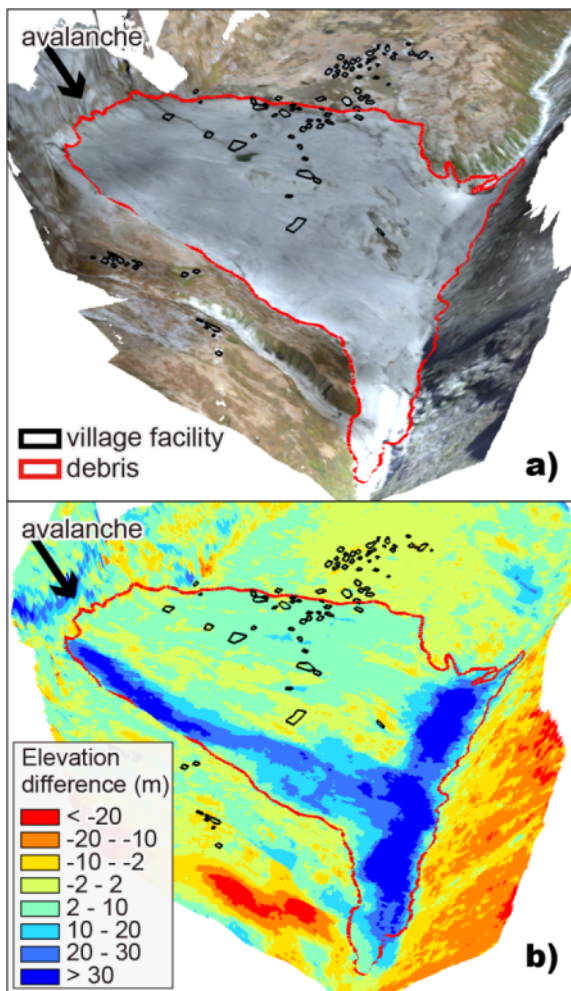 avalanche
village facility
debris
a)
avalanche
Elevation
difference (m)
< -20
-20 - -10
-10 - -2
-2 - 2
2 - 10
10 - 20
20 - 30
> 30
b)